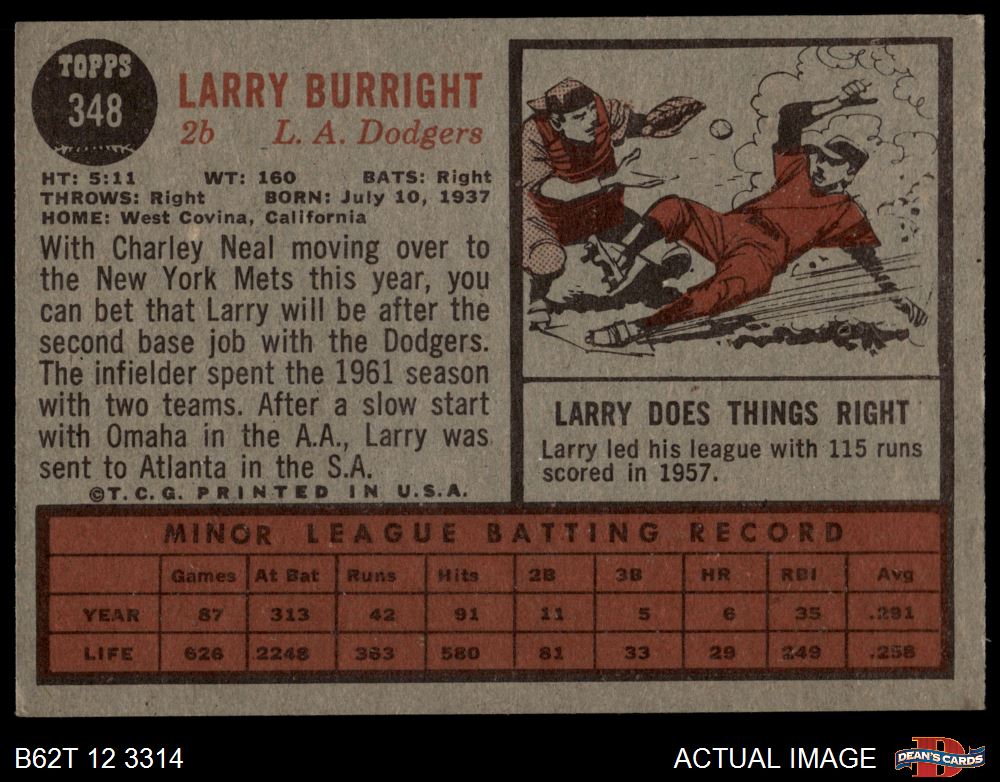 TOPPS
348
LARRY BURRIGHT
2b L. A. Dodgers
HT: 5:11 WT: 160 BATS: Right
THROWS: Right BORN: July 10, 1937
HOME: West Covina, California
With Charley Neal moving over to
the New York Mets this year, you
can bet that Larry will be after the
second base job with the Dodgers.
The infielder spent the 1961 season
with two teams. After a slow start
with Omaha in the A.A., Larry was
sent to Atlanta in the S.A.
©T.C.G. PRINTED IN U.S.A.
LARRY DOES THINGS RIGHT
Larry led his league with 115 runs
scored in 1957.
MINOR LEAGUE BATTING RECORD
Games At Bat Runs Hits 2B 3B HR RBI Avg
YEAR 87 313 42 91 11 5 6 35 .291
LIFE 626 2248 363 580 81 33 29 249 .258
B62T 12 3314
ACTUAL IMAGE
D
DEAN'S CARDS